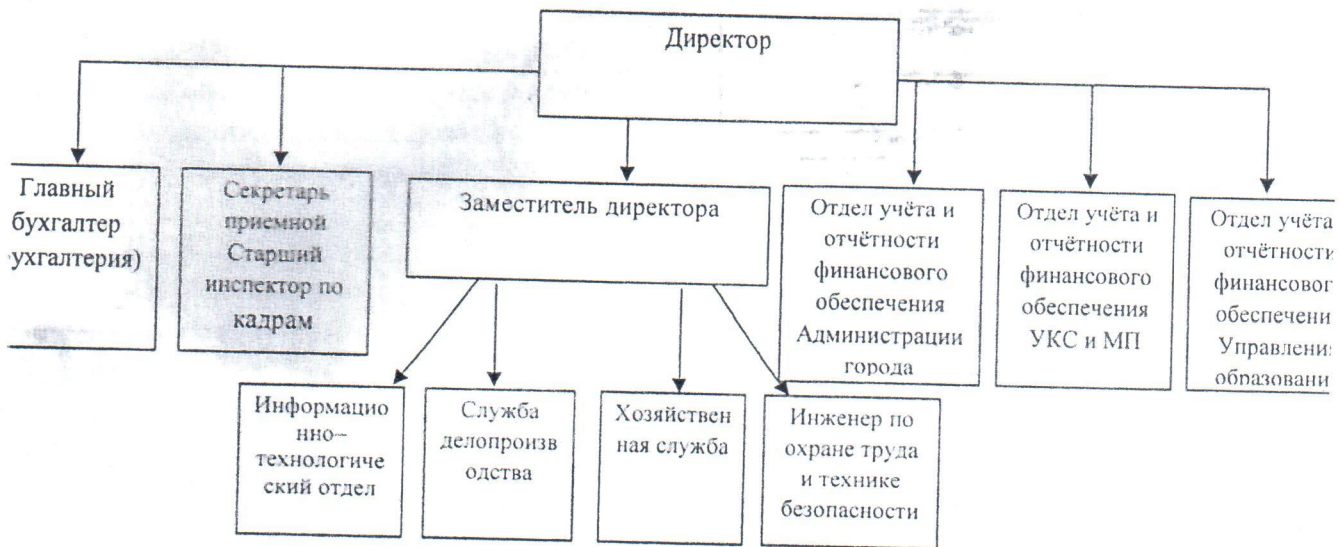 Директор
Главный
бухгалтер
ухгалтерия)
Секретарь
приемной
Старший
инспектор по
кадрам
Заместитель директора
Отдел учёта и
отчётности
финансового
обеспечения
Администрации
города
Отдел учёта и
отчётности
финансового
обеспечения
УКС и МП
Отдел учёта
отчётности
финансовог
обеспечени
Управлени
образовани
Информацио
нно–
технологиче
ский отдел
Служба
делопроизв
одства
Хозяйствен
ная служба
Инженер по
охране труда
и технике
безопасности